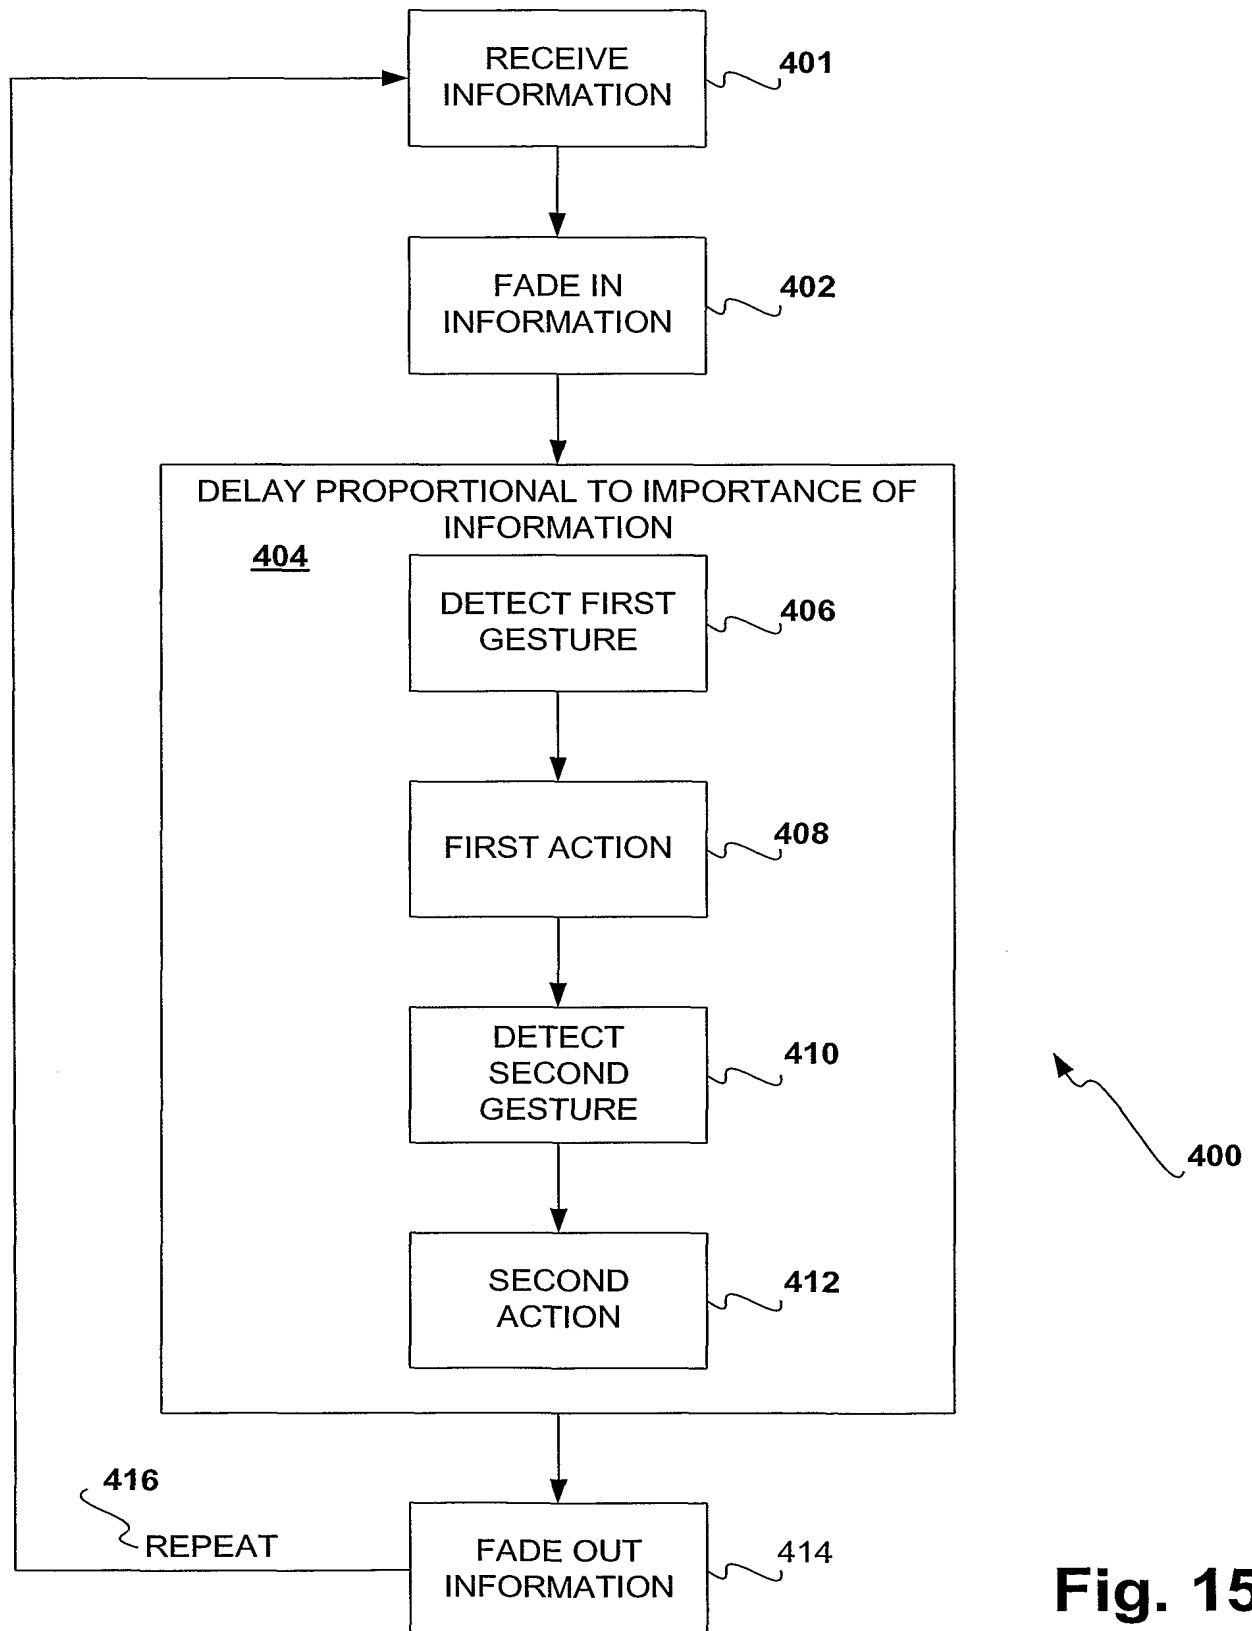 RECEIVE
INFORMATION
401
FADE IN
INFORMATION
402
DELAY PROPORTIONAL TO IMPORTANCE OF
INFORMATION
404
DETECT FIRST
GESTURE
406
FIRST ACTION
408
DETECT
SECOND
GESTURE
410
400
SECOND
ACTION
412
416
REPEAT
FADE OUT
INFORMATION
414
Fig. 15